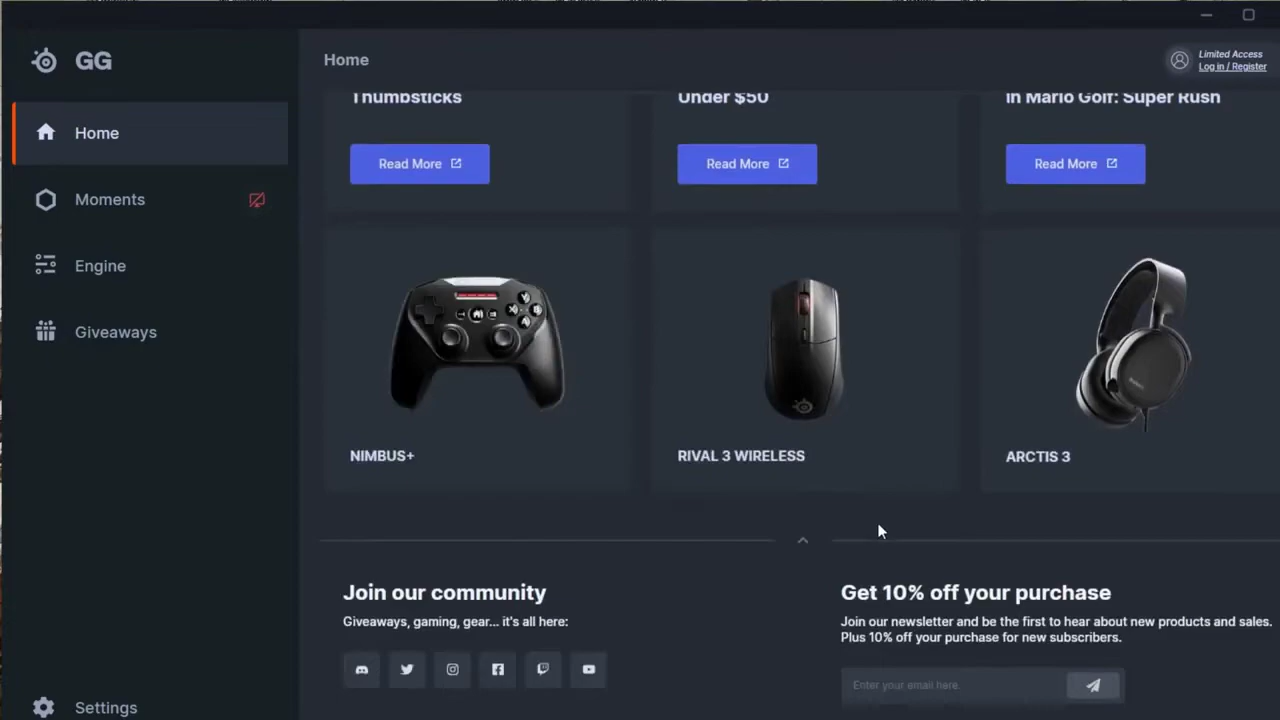 GG
Home
Limited Access
Log in / Register
Home
Moments
Engine
Giveaways
Settings
Thumbsticks
Under $50
in Mario Golf: Super Rush
Read More
Read More
Read More
NIMBUS+
RIVAL 3 WIRELESS
ARCTIS 3
Join our community
Giveaways, gaming, gear... it's all here:
Get 10% off your purchase
Join our newsletter and be the first to hear about new products and sales.
Plus 10% off your purchase for new subscribers.
Enter your email here.